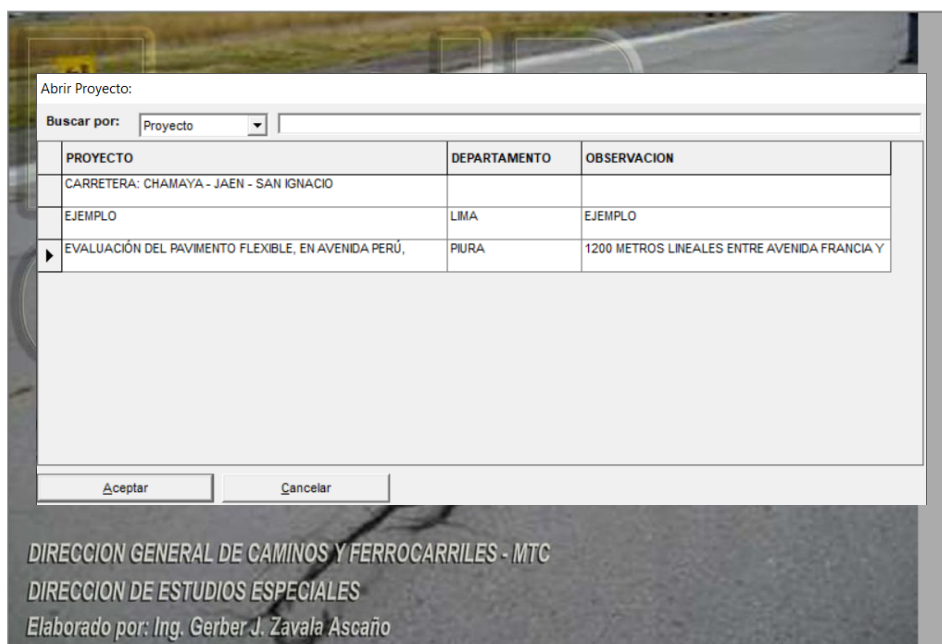 Abrir Proyecto:
Buscar por: Proyecto
PROYECTO DEPARTAMENTO OBSERVACION
CARRETERA: CHAMAYA - JAEN - SAN IGNACIO
EJEMPLO LIMA EJEMPLO
EVALUACIÓN DEL PAVIMENTO FLEXIBLE, EN AVENIDA PERÚ, PIURA 1200 METROS LINEALES ENTRE AVENIDA FRANCIA Y
Aceptar Cancelar
DIRECCION GENERAL DE CAMINOS Y FERROCARRILES - MTC
DIRECCION DE ESTUDIOS ESPECIALES
Elaborado por: Ing. Gerber J. Zavala Ascaño